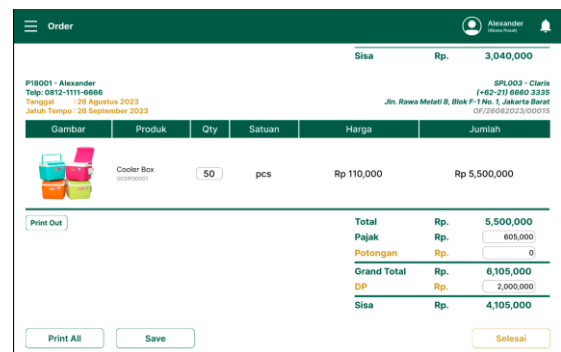 Order
Alexander
(Akses Pusat)
Sisa Rp. 3,040,000
P18001 - Alexander
Telp: 0812-1111-6666
Tanggal : 26 Agustus 2023
Jatuh Tempo : 26 September 2023
SPL003 - Claris
(+62-21) 6660 3335
Jln. Rawa Melati B, Blok F-1 No. 1, Jakarta Barat
OF/26082023/00015
Gambar Produk Qty Satuan Harga Jumlah
Cooler Box 50 pcs Rp 110,000 Rp 5,500,000
Print Out
Total Rp. 5,500,000
Pajak Rp. 605,000
Potongan Rp. 0
Grand Total Rp. 6,105,000
DP Rp. 2,000,000
Sisa Rp. 4,105,000
Print All Save Selesai